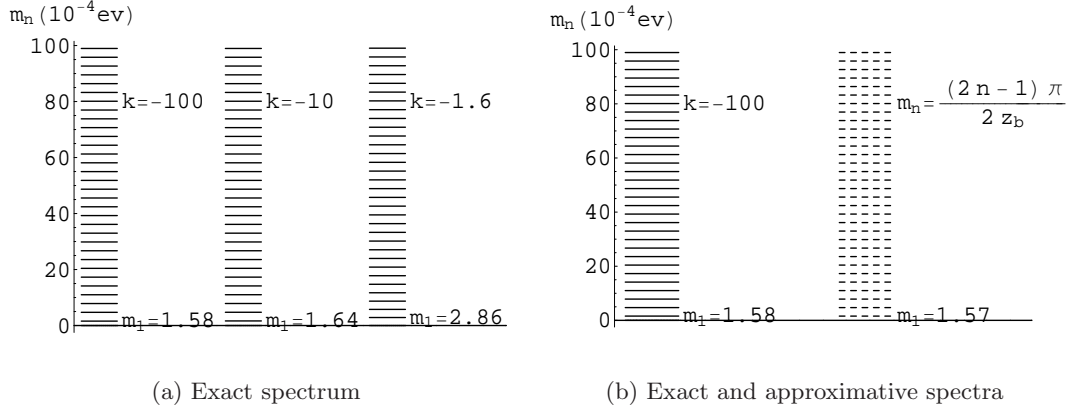 m_n(10^-4 ev)
100
80
60
40
20
0
k=-100
k=-10
k=-1.6
m_1=1.58
m_1=1.64
m_1=2.86
(a) Exact spectrum
m_n(10^-4 ev)
100
80
60
40
20
0
k=-100
m_n= (2 n - 1) π
2 z_b
m_1=1.58
m_1=1.57
(b) Exact and approximative spectra